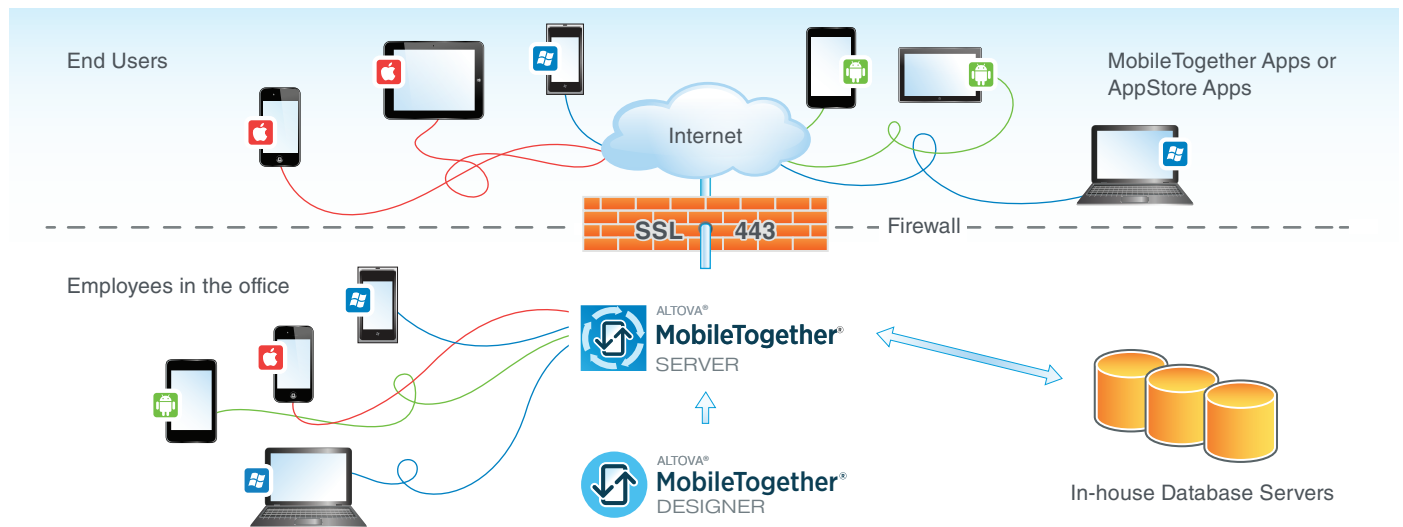 End Users
MobileTogether Apps or
AppStore Apps
Internet
SSL 443
Firewall
Employees in the office
ALTOVA®
MobileTogether®
SERVER
ALTOVA®
MobileTogether®
DESIGNER
In-house Database Servers